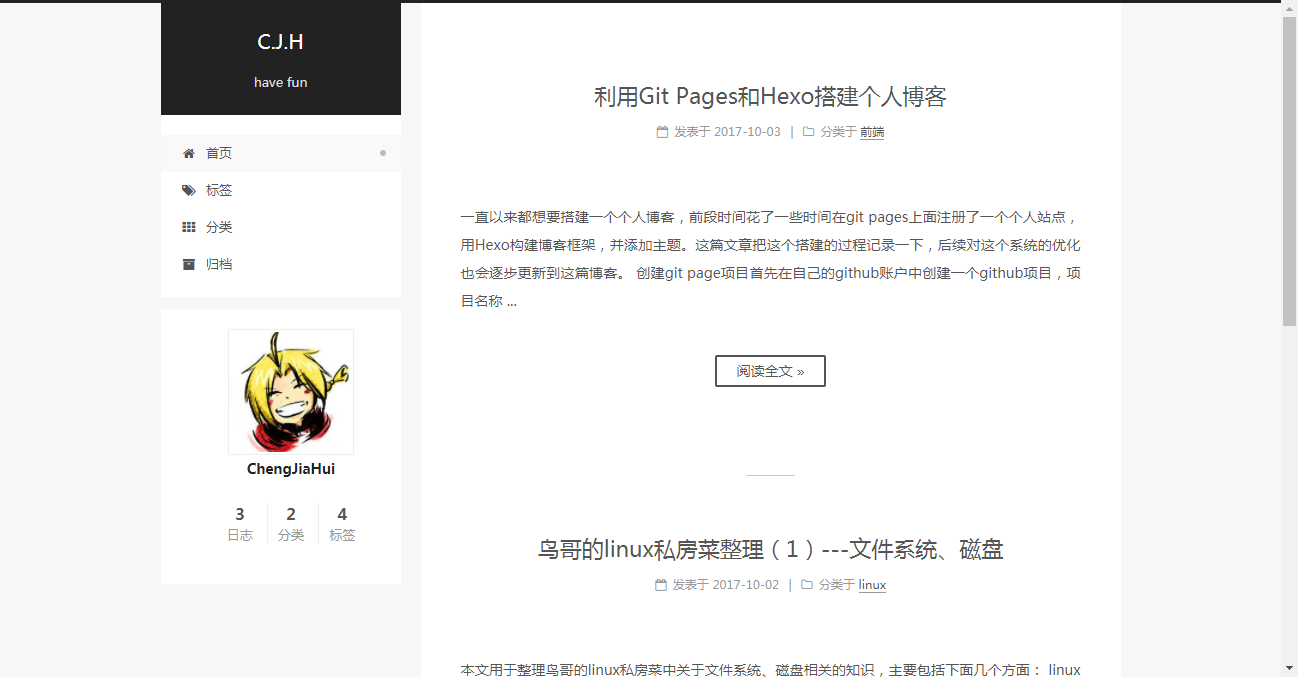 C.J.H
have fun
首页
标签
分类
归档
ChengJiaHui
3 2 4
日志 分类 标签
利用Git Pages和Hexo搭建个人博客
发表于 2017-10-03 | 分类于 前端
一直以来都想要搭建一个个人博客，前段时间花了一些时间在git pages上面注册了一个个人站点，
用Hexo构建博客框架，并添加主题。这篇文章把这个搭建的过程记录一下，后续对这个系统的优化
也会逐步更新到这篇博客。 创建git page项目首先在自己的github账户中创建一个github项目，项
目名称 ...
阅读全文 »
鸟哥的linux私房菜整理（1）---文件系统、磁盘
发表于 2017-10-02 | 分类于 linux
本文用于整理鸟哥的linux私房菜中关于文件系统、磁盘相关的知识，主要包括下面几个方面： linux